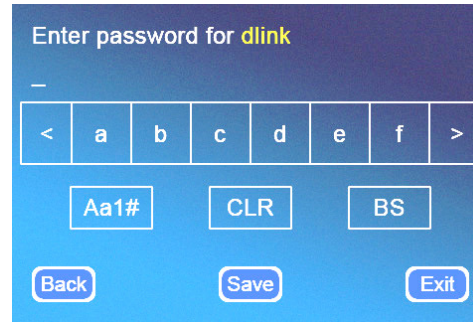 Enter password for dlink
_
< a b c d e f >
Aa1# CLR BS
Back Save Exit